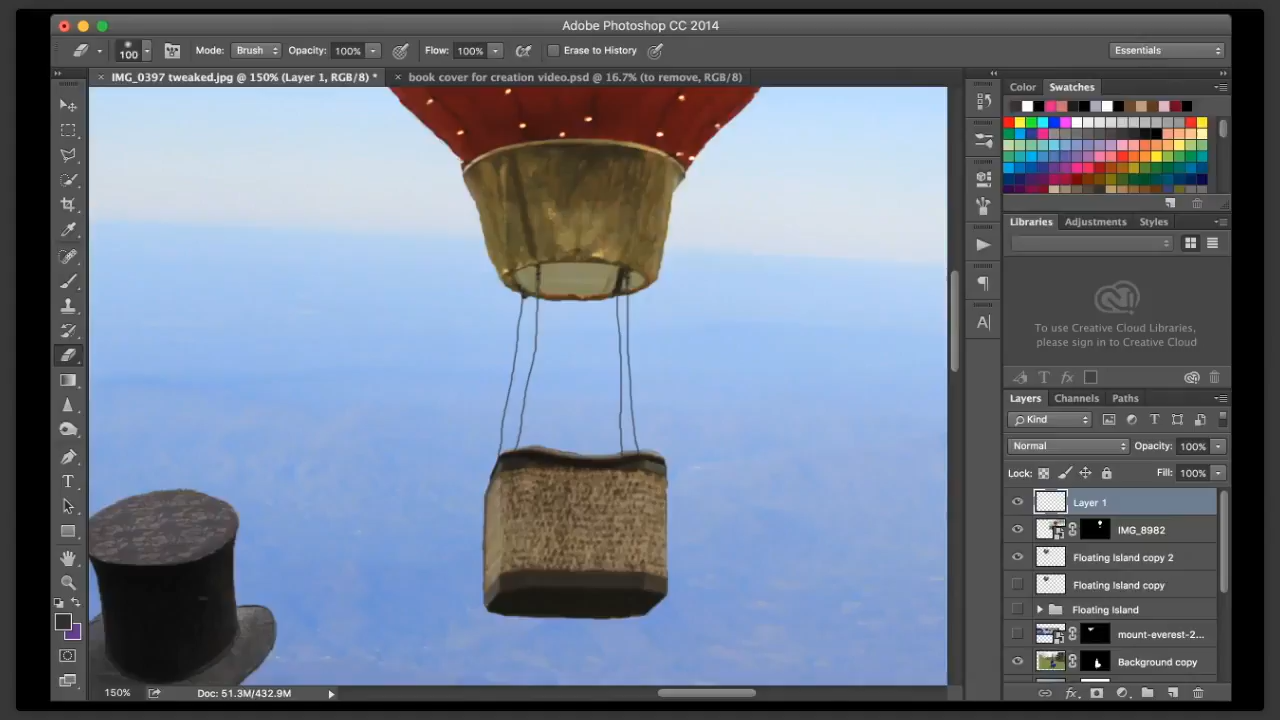 Adobe Photoshop CC 2014
100 Mode: Brush Opacity: 100% Flow: 100% Erase to History Essentials
× IMG_0397 tweaked.jpg @ 150% (Layer 1, RGB/8) * × book cover for creation video.psd @ 16.7% (to remove, RGB/8)
Color Swatches
Libraries Adjustments Styles
To use Creative Cloud Libraries,
please sign in to Creative Cloud
Layers Channels Paths
Kind
Normal Opacity: 100%
Lock: Fill: 100%
Layer 1
IMG_8982
Floating Island copy 2
Floating Island copy
Floating Island
mount-everest-2...
Background copy
150% Doc: 51.3M/432.9M